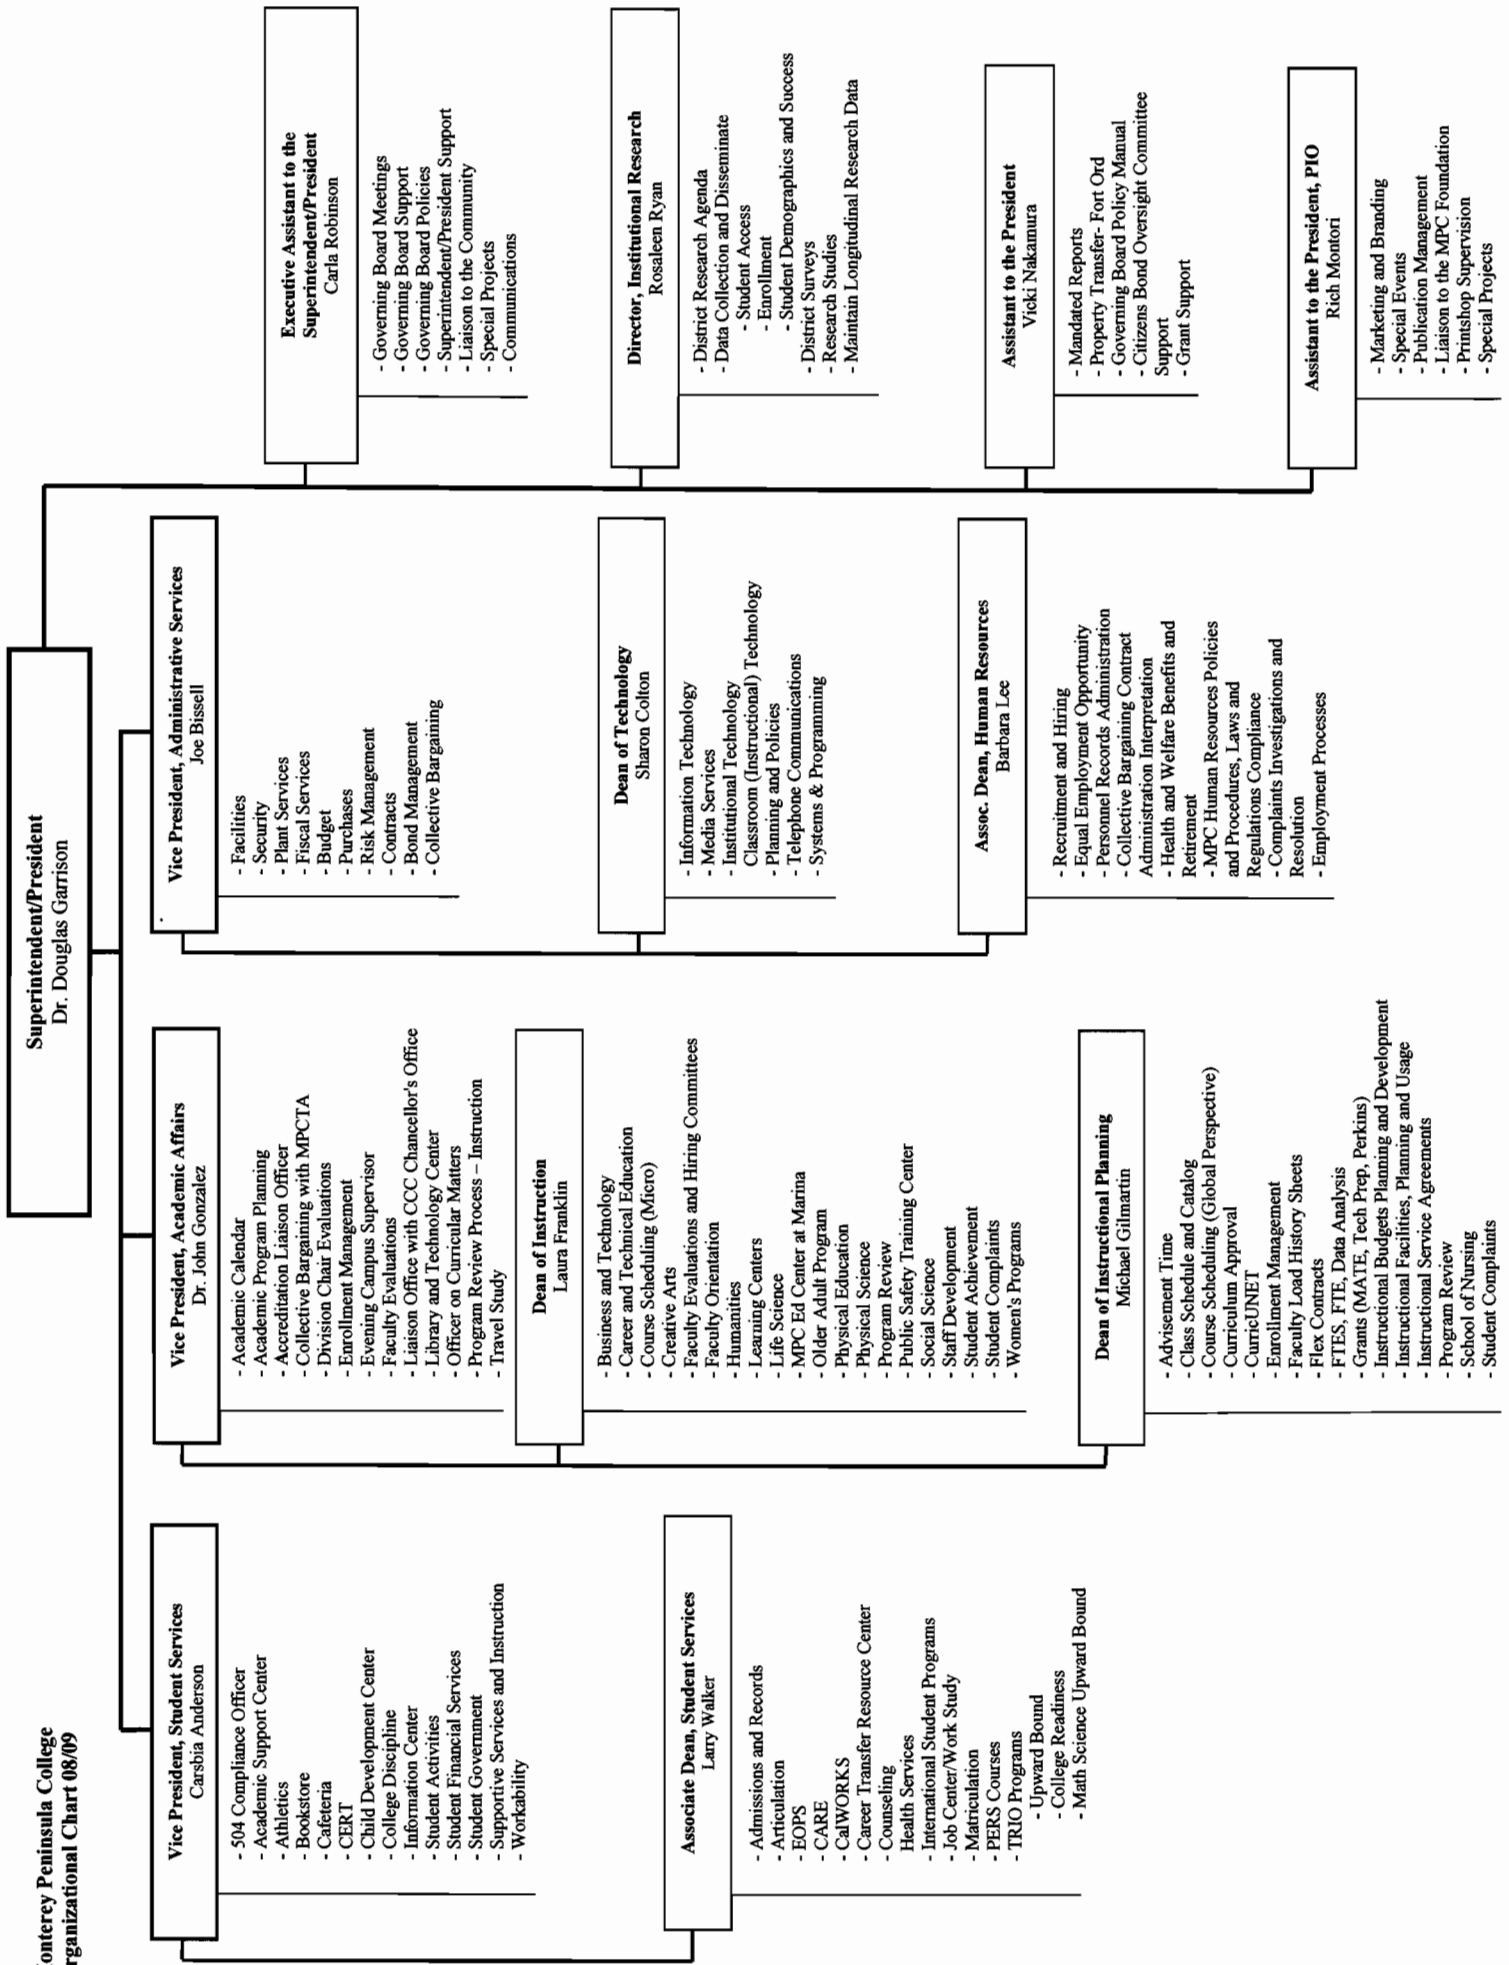 onterey Peninsula College
rganizational Chart 08/09
Superintendent/President
Dr. Douglas Garrison
Vice President, Student Services
Carsbia Anderson
- 504 Compliance Officer
- Academic Support Center
- Athletics
- Bookstore
- Cafeteria
- CERT
- Child Development Center
- College Discipline
- Information Center
- Student Activities
- Student Financial Services
- Student Government
- Supportive Services and Instruction
- Workability
Associate Dean, Student Services
Larry Walker
- Admissions and Records
- Articulation
- EOPS
- CARE
- CalWORKS
- Career Transfer Resource Center
- Counseling
Health Services
- International Student Programs
- Job Center/Work Study
- Matriculation
- PERS Courses
- TRIO Programs
- Upward Bound
- College Readiness
- Math Science Upward Bound
Vice President, Academic Affairs
Dr. John Gonzalez
- Academic Calendar
- Academic Program Planning
- Accreditation Liaison Officer
- Collective Bargaining with MPCTA
- Division Chair Evaluations
- Enrollment Management
- Evening Campus Supervisor
- Faculty Evaluations
- Liaison Office with CCC Chancellor's Office
- Library and Technology Center
- Officer on Curricular Matters
- Program Review Process – Instruction
- Travel Study
Dean of Instruction
Laura Franklin
- Business and Technology
- Career and Technical Education
- Course Scheduling (Micro)
- Creative Arts
- Faculty Evaluations and Hiring Committees
- Faculty Orientation
- Humanities
- Learning Centers
- Life Science
- MPC Ed Center at Marina
- Older Adult Program
- Physical Education
- Physical Science
- Program Review
- Public Safety Training Center
- Social Science
- Staff Development
- Student Achievement
- Student Complaints
- Women's Programs
Dean of Instructional Planning
Michael Gilmartin
- Advisement Time
- Class Schedule and Catalog
- Course Scheduling (Global Perspective)
- Curriculum Approval
- CurricUNET
- Enrollment Management
- Faculty Load History Sheets
- Flex Contracts
- FTES, FTE, Data Analysis
- Grants (MATE, Tech Prep, Perkins)
- Instructional Budgets Planning and Development
- Instructional Facilities, Planning and Usage
- Instructional Service Agreements
- Program Review
- School of Nursing
- Student Complaints
Vice President, Administrative Services
Joe Bissell
- Facilities
- Security
- Plant Services
- Fiscal Services
- Budget
- Purchases
- Risk Management
- Contracts
- Bond Management
- Collective Bargaining
Dean of Technology
Sharon Colton
- Information Technology
- Media Services
- Institutional Technology
Classroom (Instructional) Technology
- Planning and Policies
- Telephone Communications
- Systems & Programming
Assoc. Dean, Human Resources
Barbara Lee
- Recruitment and Hiring
- Equal Employment Opportunity
- Personnel Records Administration
- Collective Bargaining Contract
Administration Interpretation
- Health and Welfare Benefits and
Retirement
- MPC Human Resources Policies
and Procedures, Laws and
Regulations Compliance
- Complaints Investigations and
Resolution
- Employment Processes
Executive Assistant to the
Superintendent/President
Carla Robinson
- Governing Board Meetings
- Governing Board Support
- Governing Board Policies
- Superintendent/President Support
- Liaison to the Community
- Special Projects
- Communications
Director, Institutional Research
Rosaleen Ryan
- District Research Agenda
- Data Collection and Disseminate
- Student Access
- Enrollment
- Student Demographics and Success
- District Surveys
- Research Studies
- Maintain Longitudinal Research Data
Assistant to the President
Vicki Nakamura
- Mandated Reports
- Property Transfer- Fort Ord
- Governing Board Policy Manual
- Citizens Bond Oversight Committee
Support
- Grant Support
Assistant to the President, PIO
Rich Montori
- Marketing and Branding
- Special Events
- Publication Management
- Liaison to the MPC Foundation
- Printshop Supervision
- Special Projects